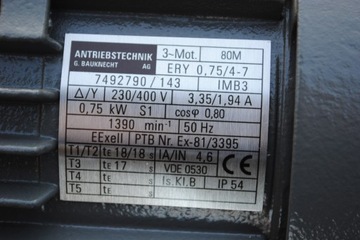 ANTRIEBSTECHNIK 3~Mot. 80M
G. BAUKNECHT AG ERY 0,75/4-7
7492790/143 IMB3
Δ/Y 230/400 V 3,35/1,94 A
0,75 kW S1 cosφ 0,80
1390 min⁻¹ 50 Hz
EExeII PTB Nr. Ex-81/3395
T1/T2 tE 18/18 s IA/IN 4,6 CE
T3 tE 17 s VDE 0530
T4 s Is.Kl.B IP 54
T5 s